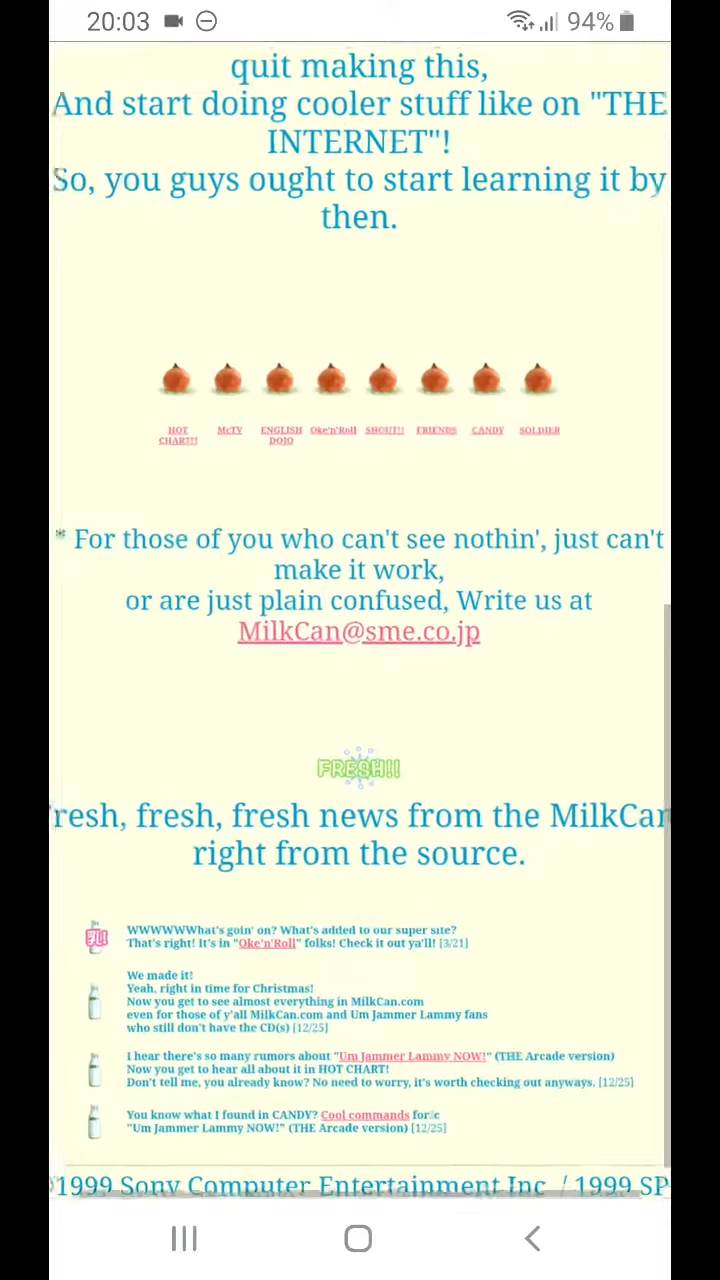 20:03
94%
quit making this,
And start doing cooler stuff like on "THE
INTERNET"!
So, you guys ought to start learning it by
then.
HOT CHART!!! McTV ENGLISH DOJO Oke'n'Roll SHOUT!! FRIENDS CANDY SOLDIER
* For those of you who can't see nothin', just can't
make it work,
or are just plain confused, Write us at
MilkCan@sme.co.jp
FRESH!!
resh, fresh, fresh news from the MilkCan
right from the source.
乳!
WWWWWWhat's goin' on? What's added to our super site?
That's right! It's in "Oke'n'Roll" folks! Check it out ya'll! [3/21]
We made it!
Yeah, right in time for Christmas!
Now you get to see almost everything in MilkCan.com
even for those of y'all MilkCan.com and Um Jammer Lammy fans
who still don't have the CD(s) [12/25]
I hear there's so many rumors about "Um Jammer Lammy NOW!" (THE Arcade version)
Now you get to hear all about it in HOT CHART!
Don't tell me, you already know? No need to worry, it's worth checking out anyways. [12/25]
You know what I found in CANDY? Cool commands for
"Um Jammer Lammy NOW!" (THE Arcade version) [12/25]
1999 Sony Computer Entertainment Inc / 1999 SP